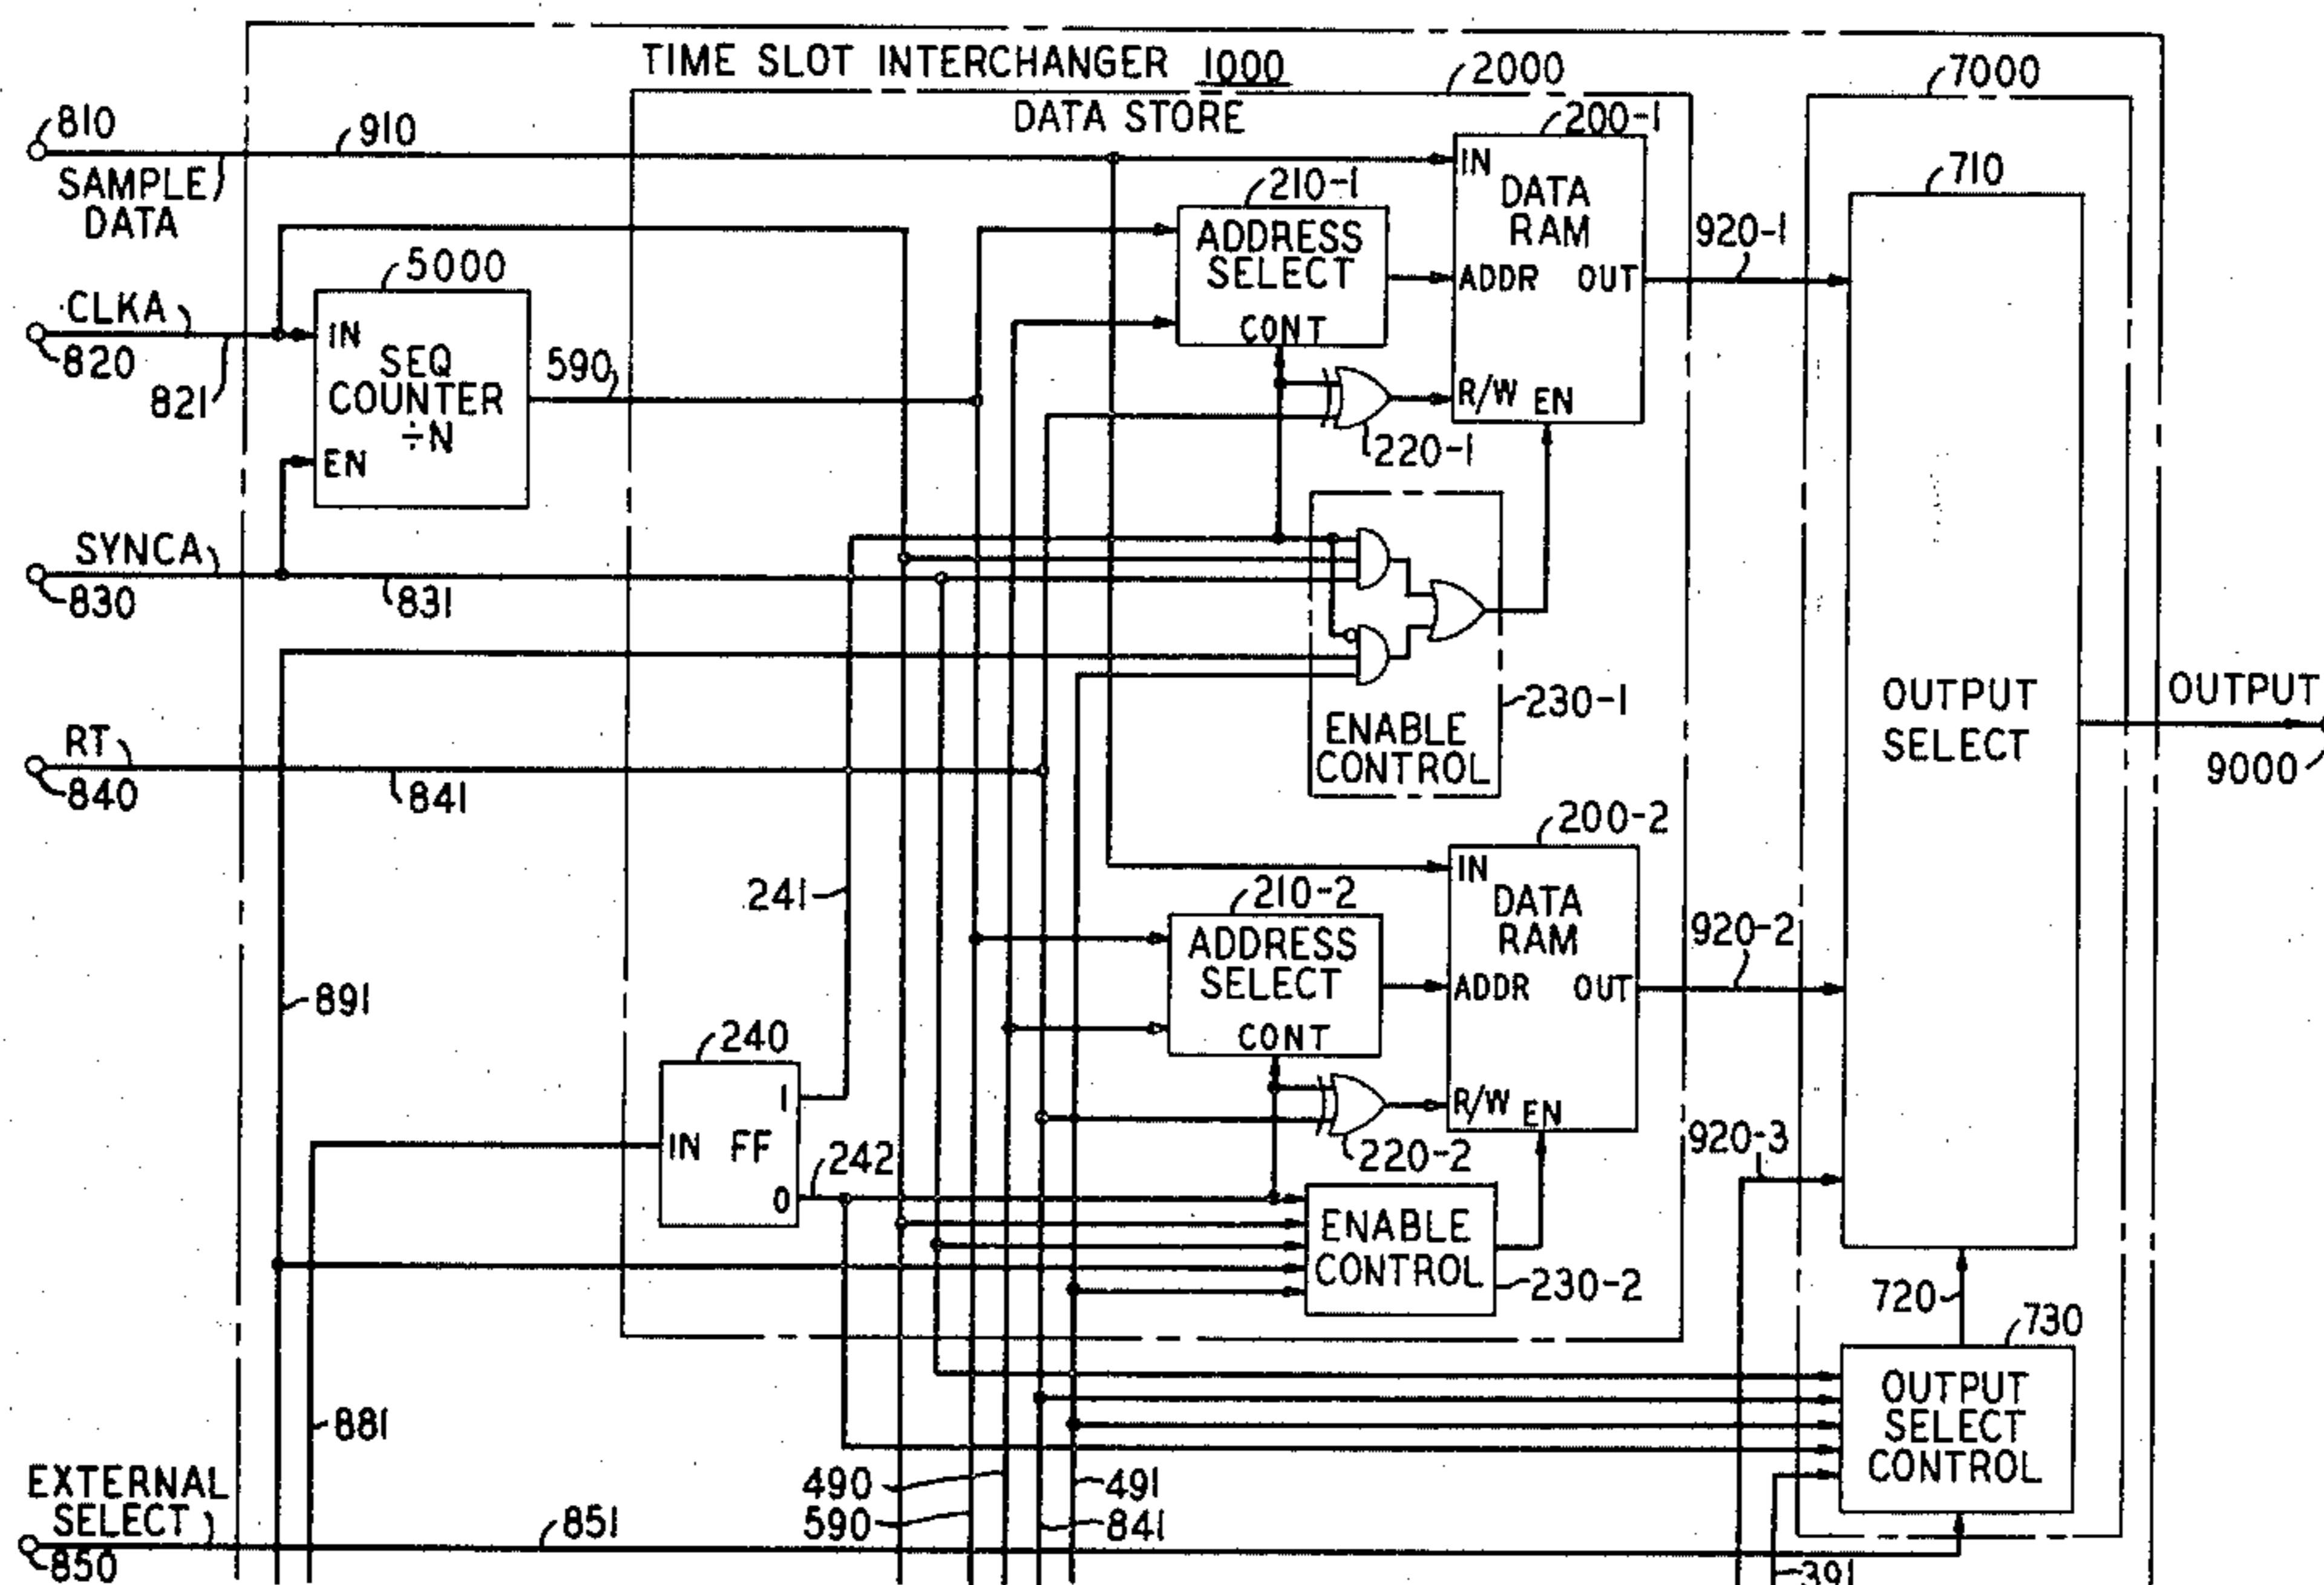 TIME SLOT INTERCHANGER 1000
2000
7000
DATA STORE
810
910
200-1
SAMPLE
DATA
IN
DATA
RAM
ADDR OUT
R/W EN
210-1
ADDRESS
SELECT
CONT
710
920-1
5000
CLKA
820
821
IN
SEQ
COUNTER
÷N
EN
590
220-1
SYNCA
830
831
ENABLE
CONTROL
230-1
OUTPUT
SELECT
OUTPUT
9000
RT
840
841
200-2
241
210-2
IN
DATA
RAM
ADDR OUT
R/W EN
ADDRESS
SELECT
CONT
920-2
891
240
1
IN FF
0
242
220-2
920-3
ENABLE
CONTROL
230-2
720
730
OUTPUT
SELECT
CONTROL
881
490
590
491
841
EXTERNAL
SELECT
850
851
391